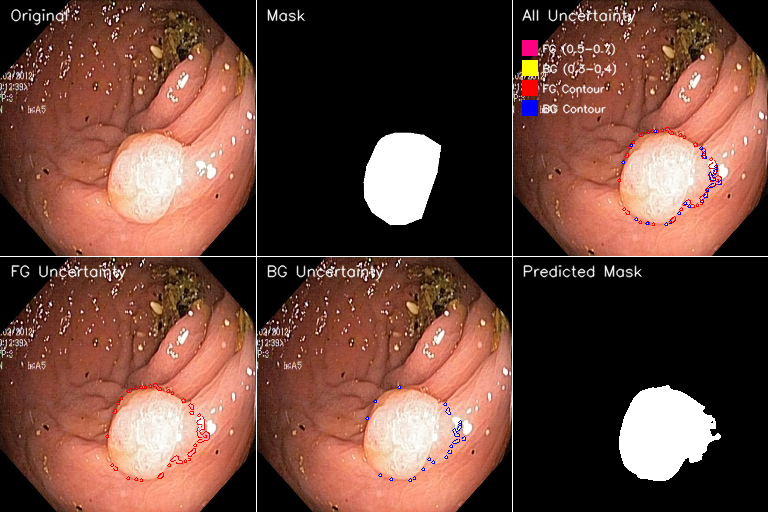 Original
Mask
All Uncertainty
FG (0.5-0.7)
BG (0.3-0.4)
FG Contour
BG Contour
FG Uncertainty
BG Uncertainty
Predicted Mask